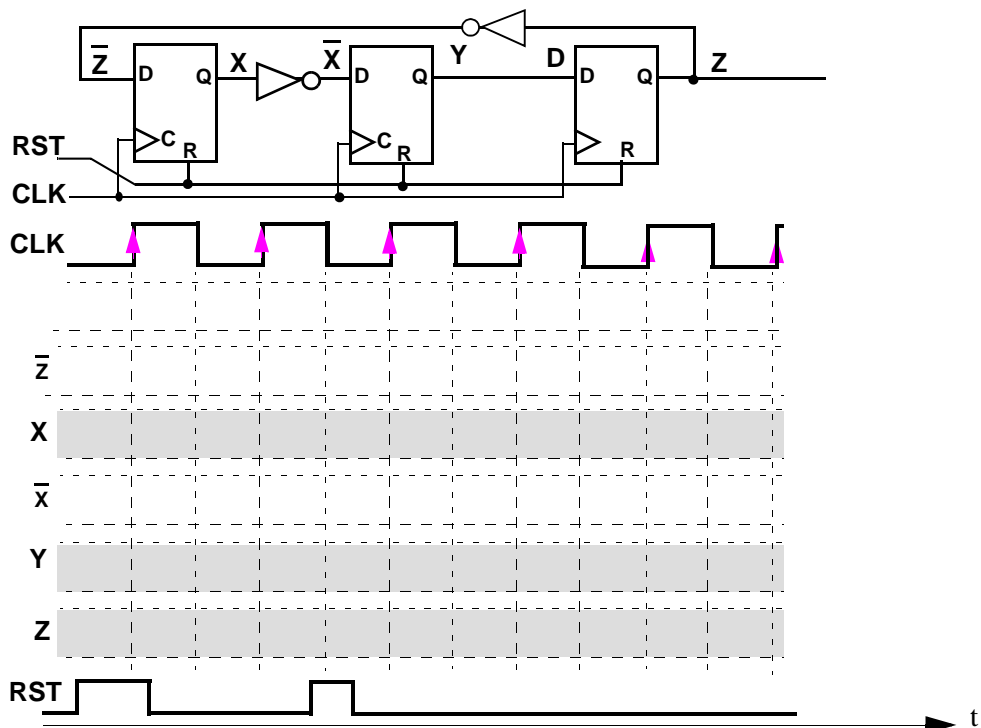 Z̅ D Q X X̅ D Q Y D D Q Z
C C
RST R R R
CLK
CLK
Z̅
X
X̅
Y
Z
RST
t